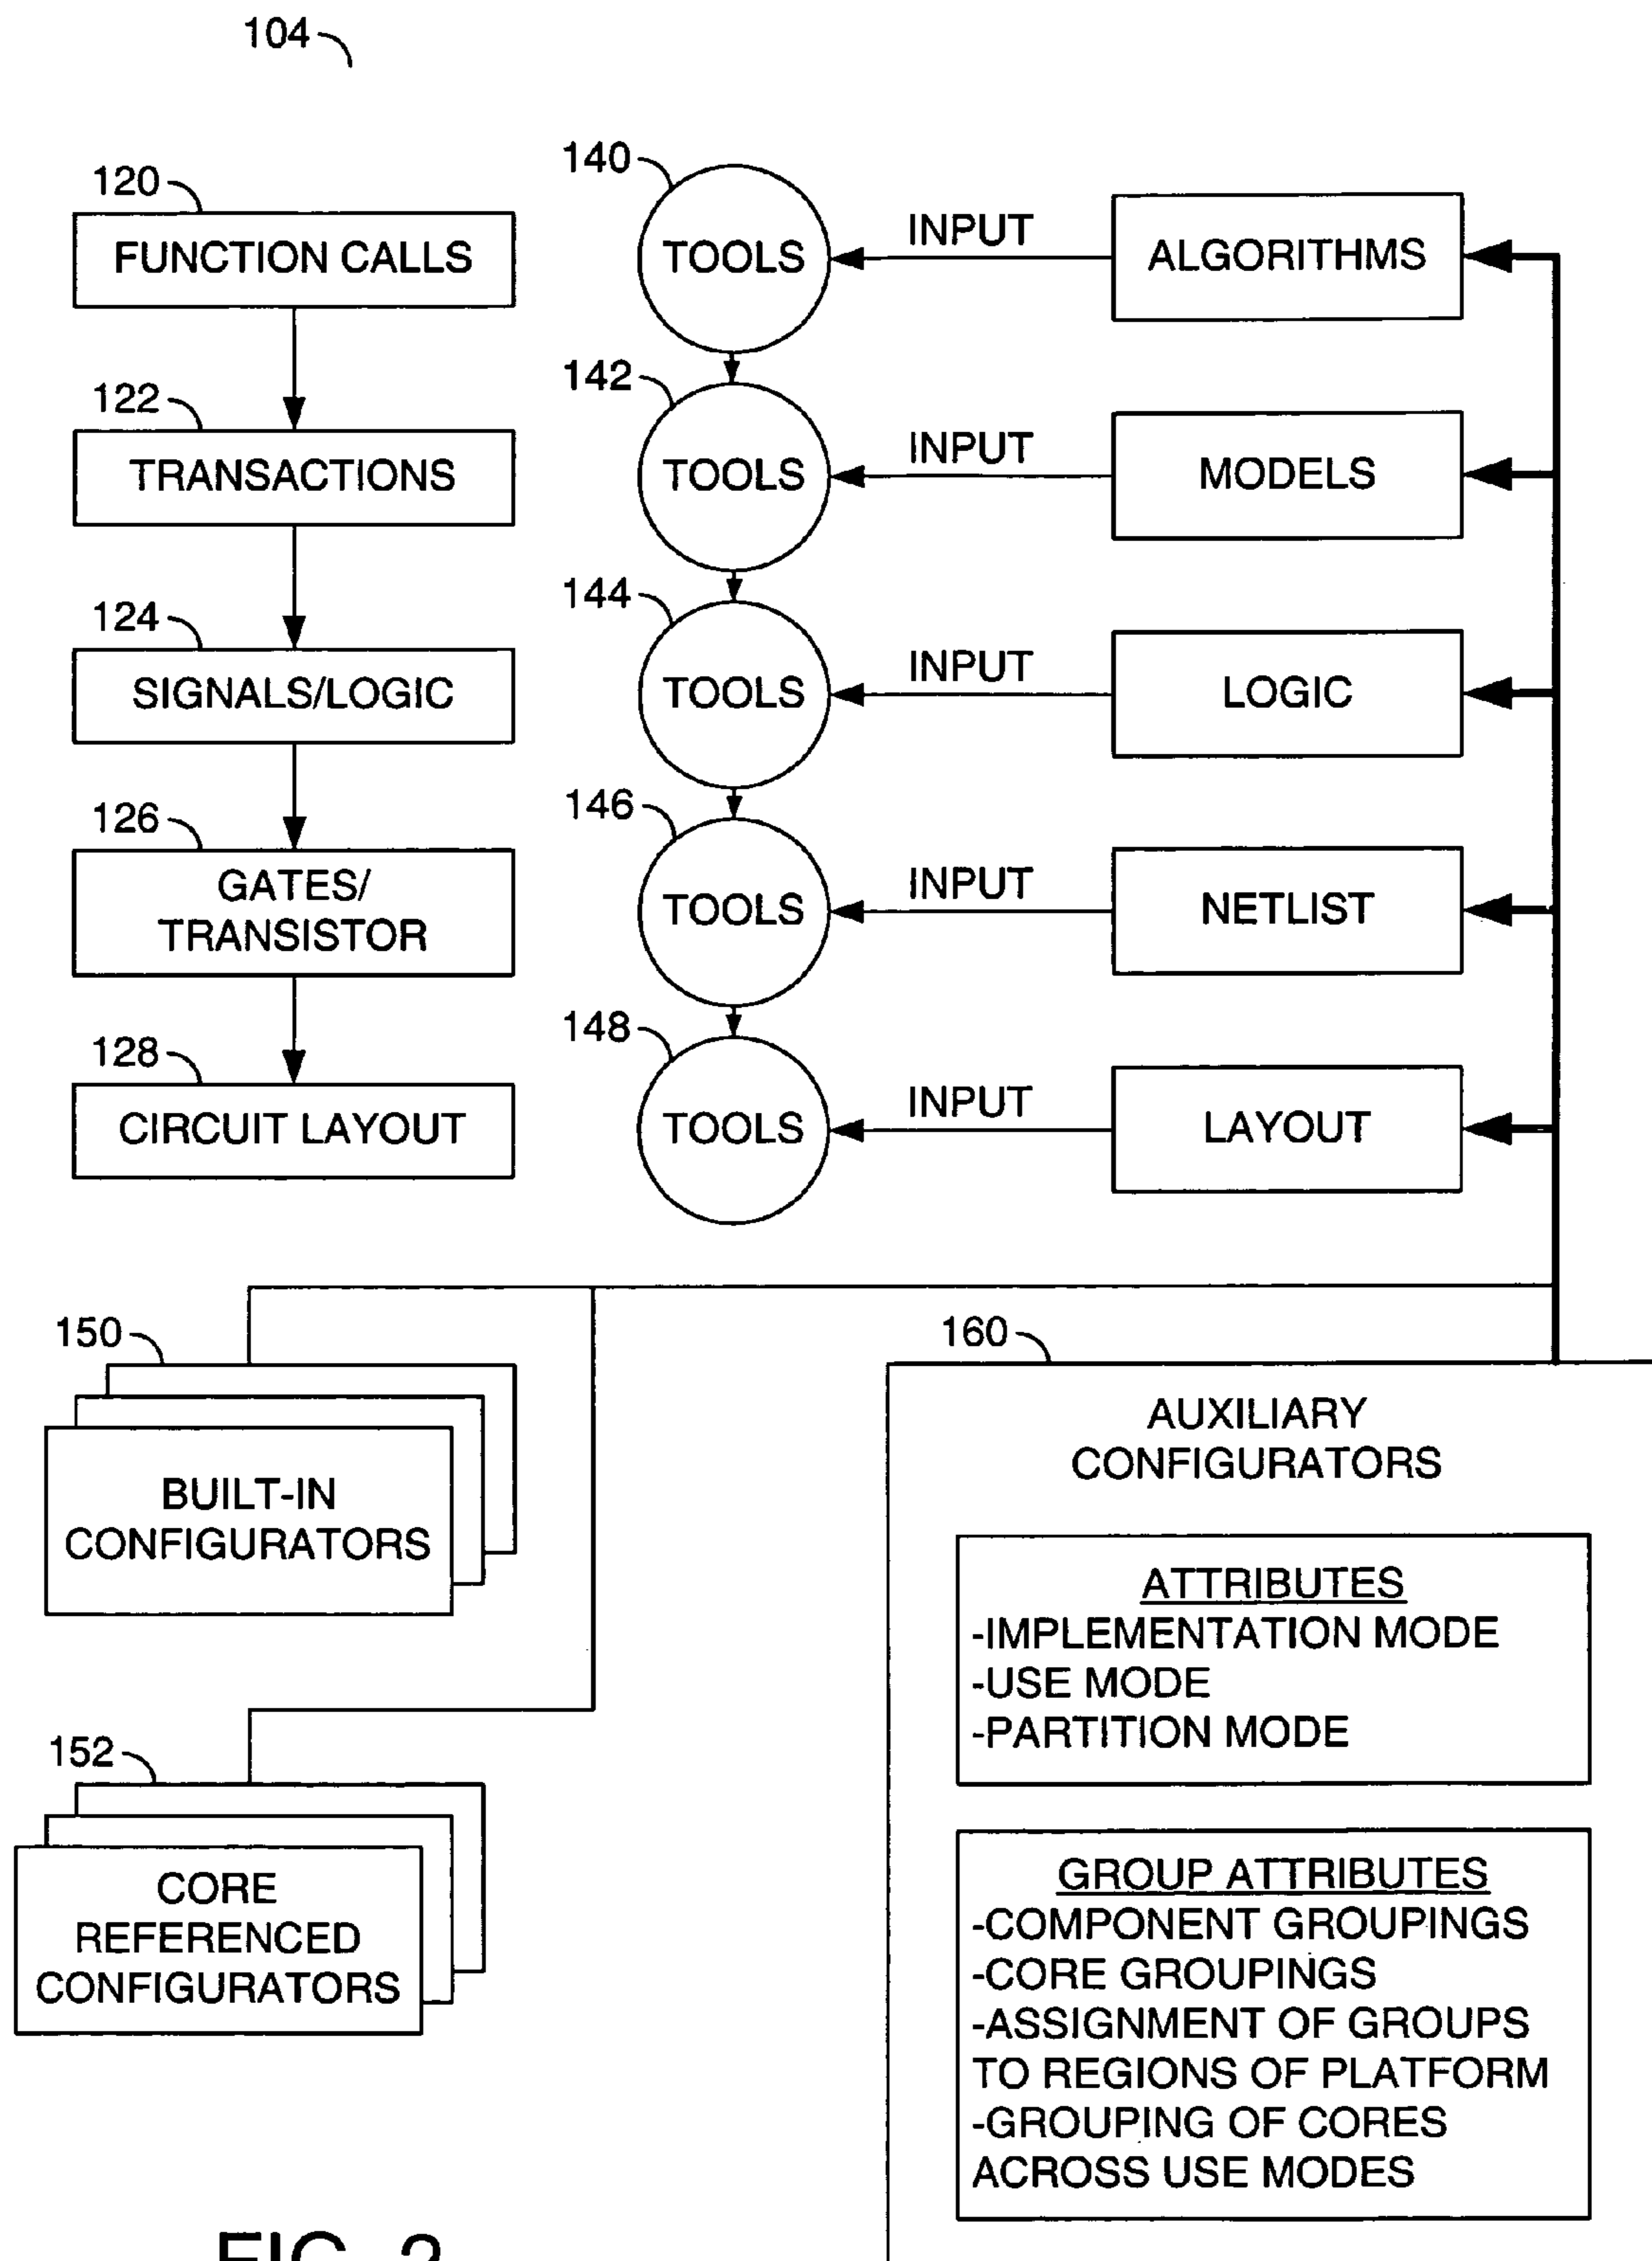 104
120
FUNCTION CALLS
122
TRANSACTIONS
124
SIGNALS/LOGIC
126
GATES/
TRANSISTOR
128
CIRCUIT LAYOUT
140
TOOLS
INPUT
ALGORITHMS
142
TOOLS
INPUT
MODELS
144
TOOLS
INPUT
LOGIC
146
TOOLS
INPUT
NETLIST
148
TOOLS
INPUT
LAYOUT
150
BUILT-IN
CONFIGURATORS
152
CORE
REFERENCED
CONFIGURATORS
160
AUXILIARY
CONFIGURATORS
ATTRIBUTES
-IMPLEMENTATION MODE
-USE MODE
-PARTITION MODE
GROUP ATTRIBUTES
-COMPONENT GROUPINGS
-CORE GROUPINGS
-ASSIGNMENT OF GROUPS
TO REGIONS OF PLATFORM
-GROUPING OF CORES
ACROSS USE MODES
FIG. 2